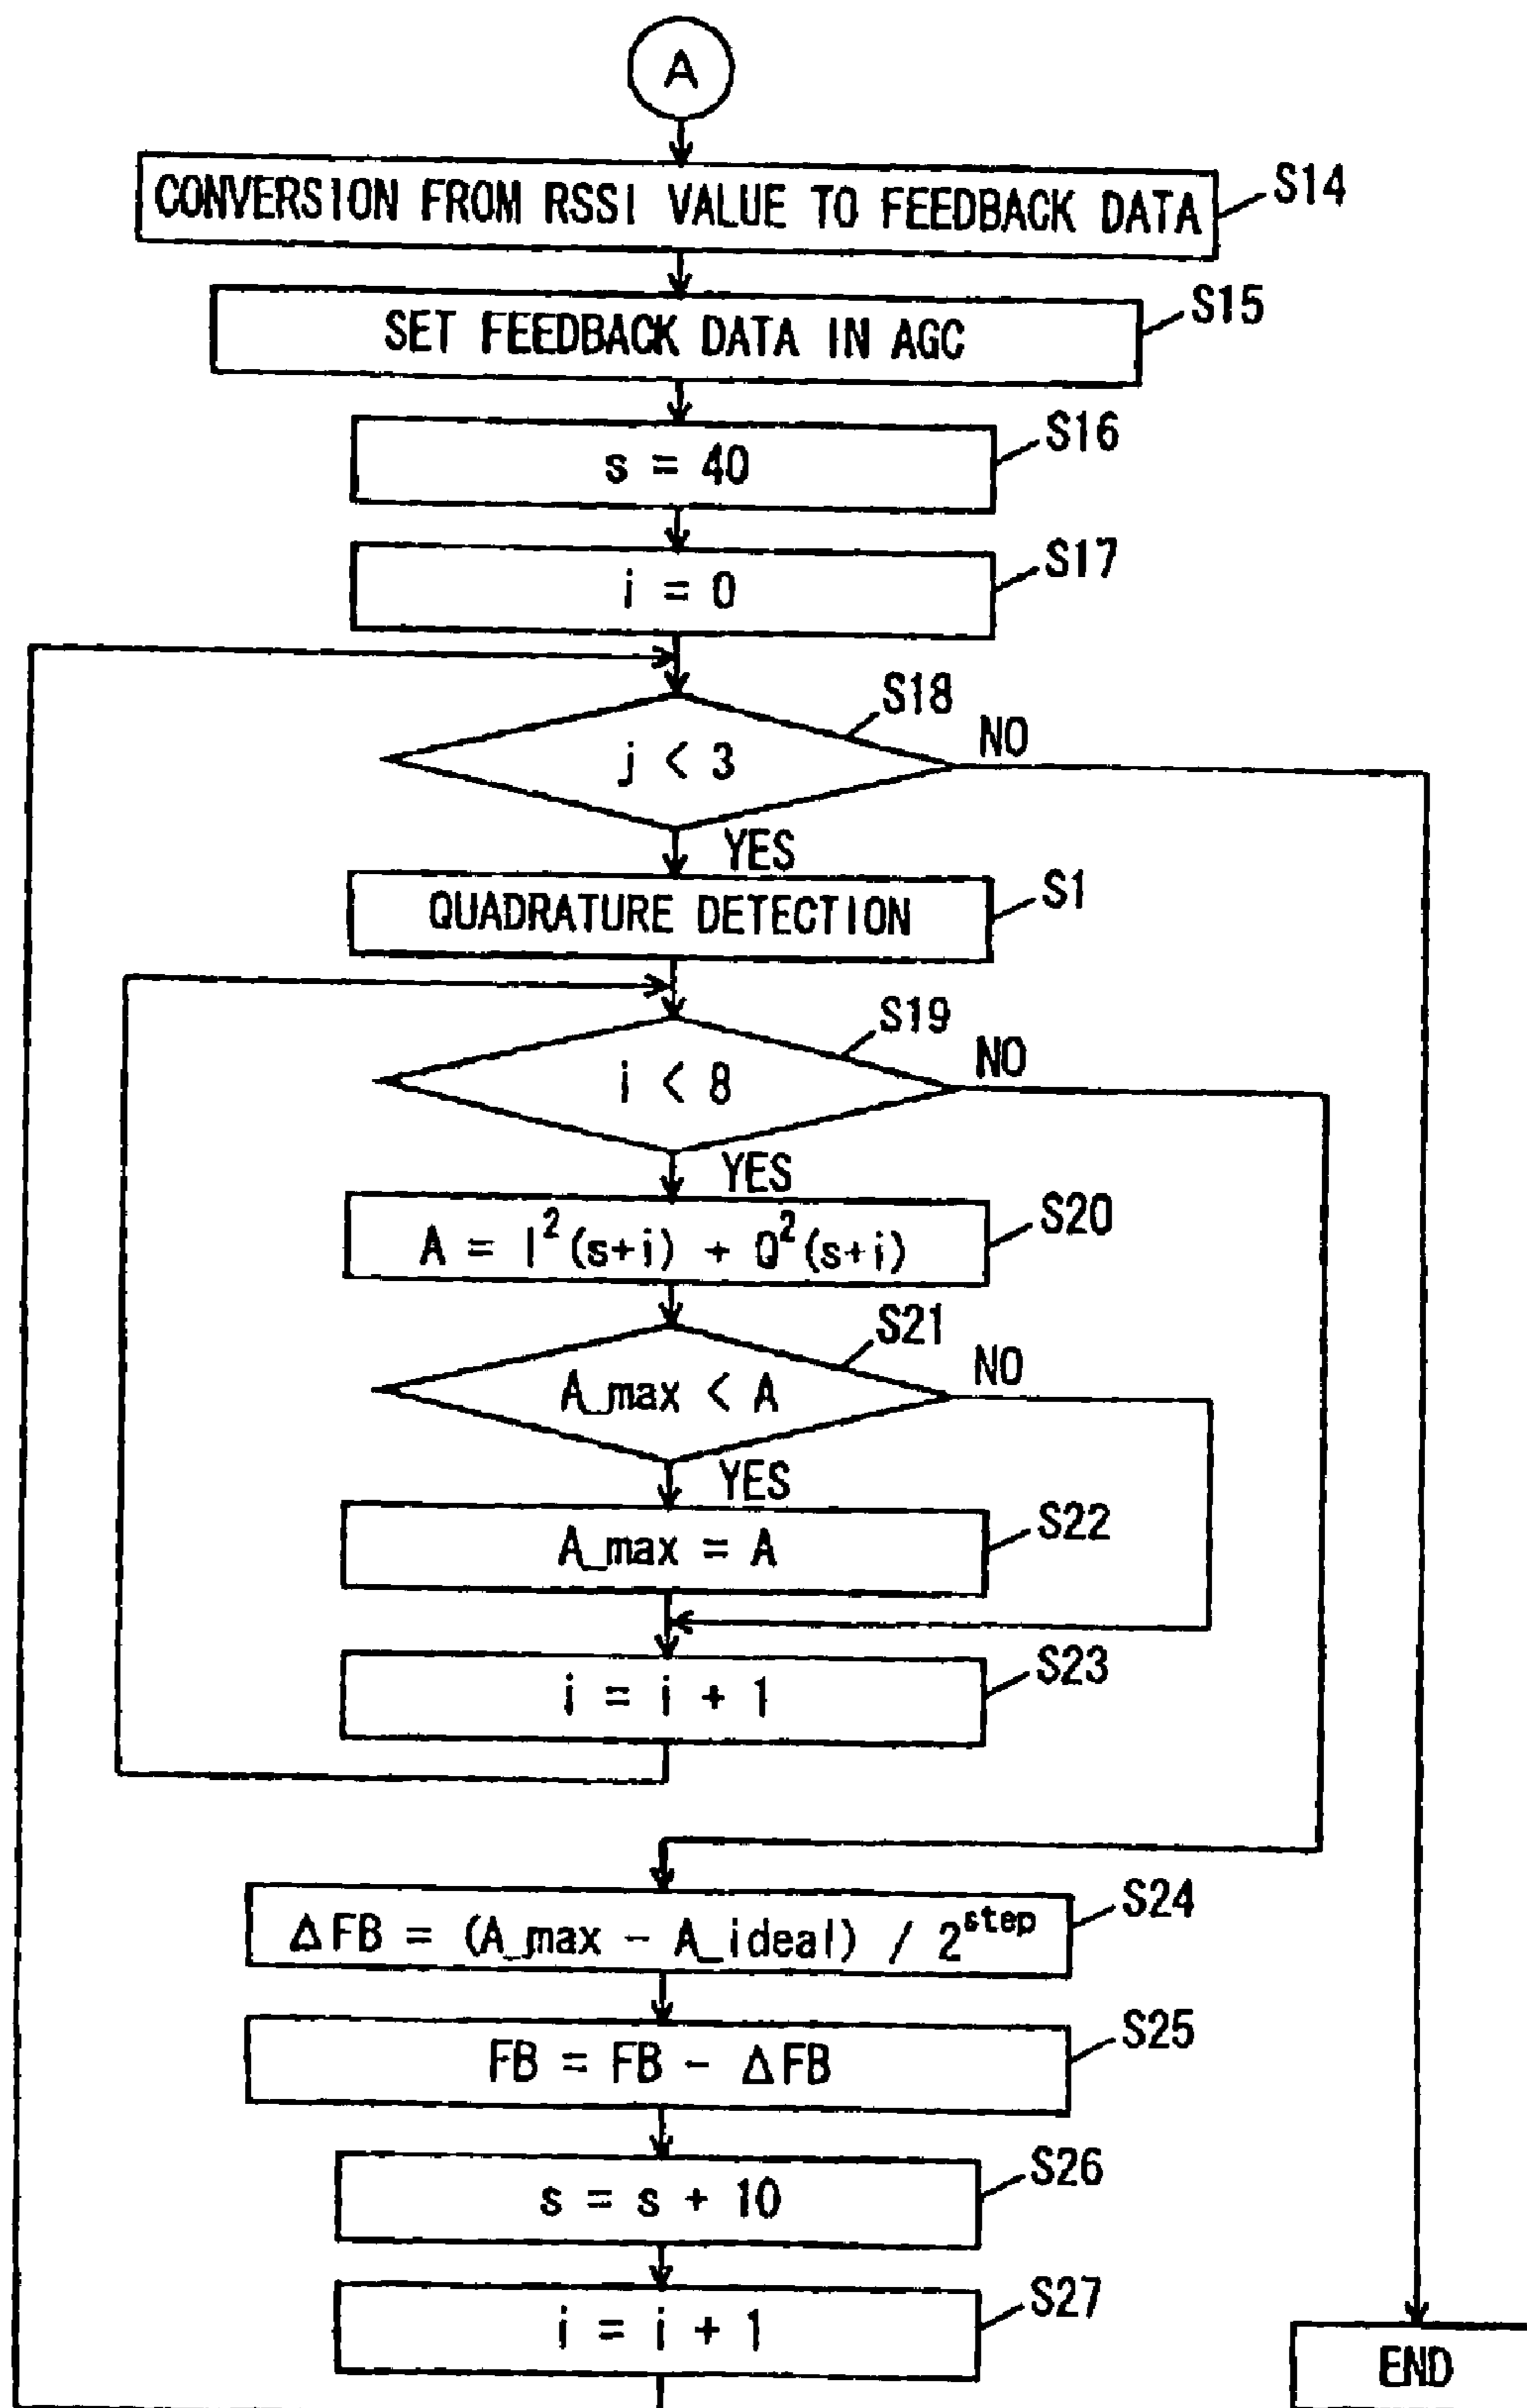 A
CONVERSION FROM RSSI VALUE TO FEEDBACK DATA
S14
SET FEEDBACK DATA IN AGC
S15
s = 40
S16
i = 0
S17
j < 3
S18
NO
YES
QUADRATURE DETECTION
S1
i < 8
S19
NO
YES
A = I²(s+i) + Q²(s+i)
S20
A_max < A
S21
NO
YES
A_max = A
S22
i = i + 1
S23
ΔFB = (A_max - A_ideal) / 2^step
S24
FB = FB - ΔFB
S25
s = s + 10
S26
i = i + 1
S27
END